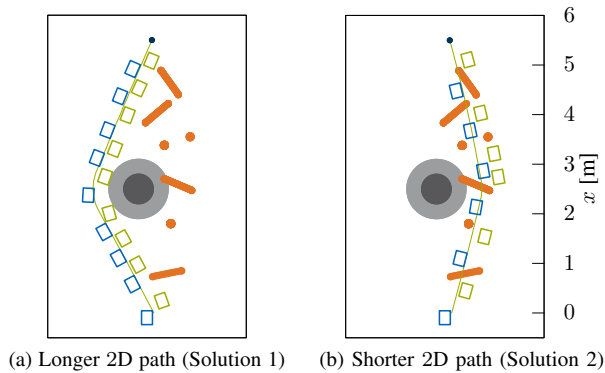 6
5
4
3
2
1
0
x [m]
(a) Longer 2D path (Solution 1)
(b) Shorter 2D path (Solution 2)